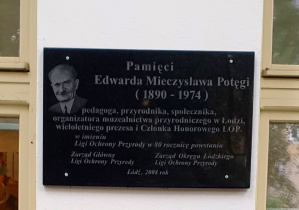 Pamięci
Edwarda Mieczysława Potęgi
( 1890 - 1974 )
pedagoga, przyrodnika, społecznika,
organizatora muzealnictwa przyrodniczego w Łodzi,
wieloletniego prezesa i Członka Honorowego LOP.
w imieniu
Ligi Ochrony Przyrody w 80 rocznicę powstania
Zarząd Główny Zarząd Okręgu Łódzkiego
Ligi Ochrony Przyrody Ligi Ochrony Przyrody
Łódź, 2008 rok